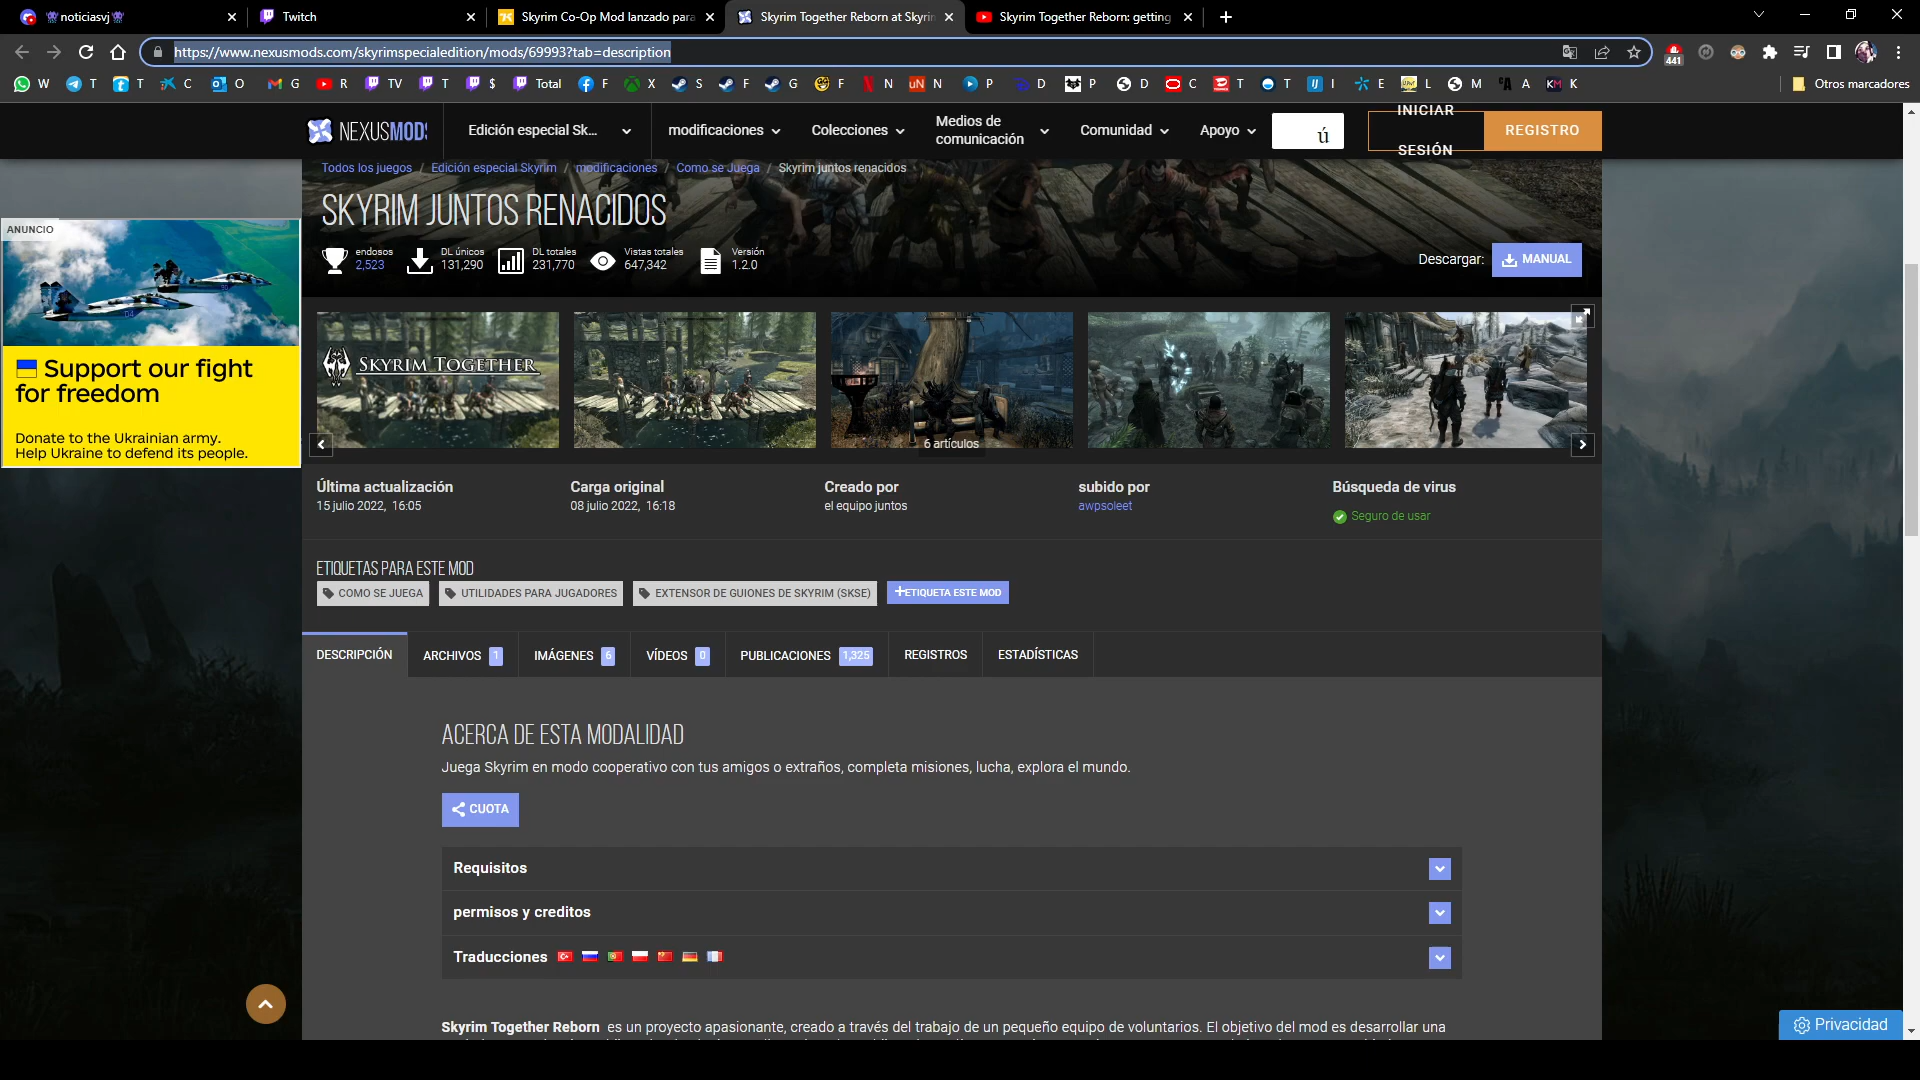 noticiasvj
Twitch
Skyrim Co-Op Mod lanzado para
Skyrim Together Reborn at Skyrin
Skyrim Together Reborn: getting
https://www.nexusmods.com/skyrimspecialedition/mods/69993?tab=description
441
W T T C O G R TV T $ Total F X S F G F N N P D P D C T T I E L M A K
Otros marcadores
NEXUSMODS
Edición especial Sk...
modificaciones
Colecciones
Medios de
comunicación
Comunidad
Apoyo
ú
INICIAR
SESIÓN
REGISTRO
Todos los juegos / Edición especial Skyrim / modificaciones / Como se Juega / Skyrim juntos renacidos
SKYRIM JUNTOS RENACIDOS
endosos
2,523
DL únicos
131,290
DL totales
231,770
Vistas totales
647,342
Versión
1.2.0
Descargar:
MANUAL
ANUNCIO
Support our fight
for freedom
Donate to the Ukrainian army.
Help Ukraine to defend its people.
SKYRIM TOGETHER
6 artículos
Última actualización
15 julio 2022, 16:05
Carga original
08 julio 2022, 16:18
Creado por
el equipo juntos
subido por
awpsoleet
Búsqueda de virus
Seguro de usar
ETIQUETAS PARA ESTE MOD
COMO SE JUEGA
UTILIDADES PARA JUGADORES
EXTENSOR DE GUIONES DE SKYRIM (SKSE)
+ETIQUETA ESTE MOD
DESCRIPCIÓN
ARCHIVOS 1
IMÁGENES 6
VÍDEOS 0
PUBLICACIONES 1,325
REGISTROS
ESTADÍSTICAS
ACERCA DE ESTA MODALIDAD
Juega Skyrim en modo cooperativo con tus amigos o extraños, completa misiones, lucha, explora el mundo.
CUOTA
Requisitos
permisos y creditos
Traducciones
Skyrim Together Reborn es un proyecto apasionante, creado a través del trabajo de un pequeño equipo de voluntarios. El objetivo del mod es desarrollar una
Privacidad